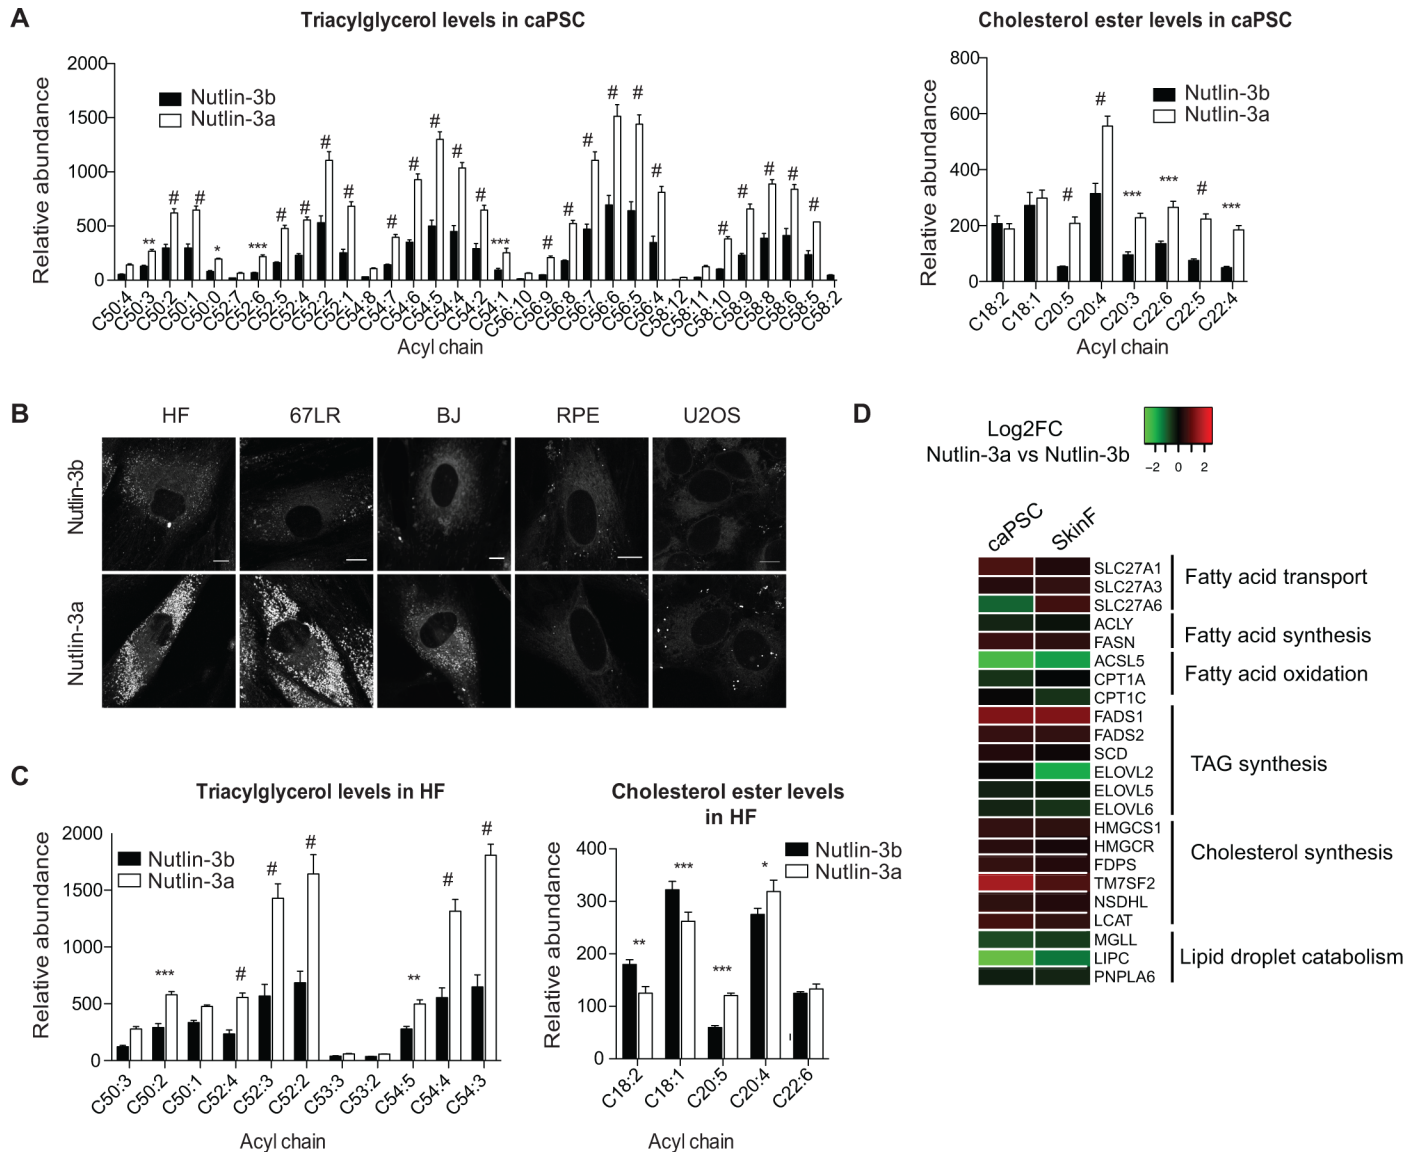 A
Triacylglycerol levels in caPSC
Relative abundance
2000
1500
1000
500
0
Nutlin-3b
Nutlin-3a
** # # * *** # # # # # # # # # *** # # # # # # # # # # #
C50:4 C50:3 C50:2 C50:1 C50:0 C52:7 C52:6 C52:5 C52:4 C52:2 C52:1 C54:8 C54:7 C54:6 C54:5 C54:4 C54:2 C54:1 C56:10 C56:9 C56:8 C56:7 C56:6 C56:5 C56:4 C58:12 C58:11 C58:10 C58:9 C58:8 C58:6 C58:5 C58:2
Acyl chain
Cholesterol ester levels in caPSC
Relative abundance
800
600
400
200
0
Nutlin-3b
Nutlin-3a
# # *** *** # ***
C18:2 C18:1 C20:5 C20:4 C20:3 C22:6 C22:5 C22:4
Acyl chain
B
HF 67LR BJ RPE U2OS
Nutlin-3b
Nutlin-3a
C
Triacylglycerol levels in HF
Relative abundance
2000
1500
1000
500
0
Nutlin-3b
Nutlin-3a
*** # # # ** # #
C50:3 C50:2 C50:1 C52:4 C52:3 C52:2 C53:3 C53:2 C54:5 C54:4 C54:3
Acyl chain
Cholesterol ester levels
in HF
Relative abundance
400
300
200
100
0
Nutlin-3b
Nutlin-3a
** *** *** *
C18:2 C18:1 C20:5 C20:4 C22:6
Acyl chain
D
Log2FC
Nutlin-3a vs Nutlin-3b
−2 0 2
caPSC SkinF
SLC27A1
SLC27A3
SLC27A6
Fatty acid transport
ACLY
FASN
Fatty acid synthesis
ACSL5
CPT1A
CPT1C
Fatty acid oxidation
FADS1
FADS2
SCD
ELOVL2
ELOVL5
ELOVL6
TAG synthesis
HMGCS1
HMGCR
FDPS
TM7SF2
NSDHL
LCAT
Cholesterol synthesis
MGLL
LIPC
PNPLA6
Lipid droplet catabolism